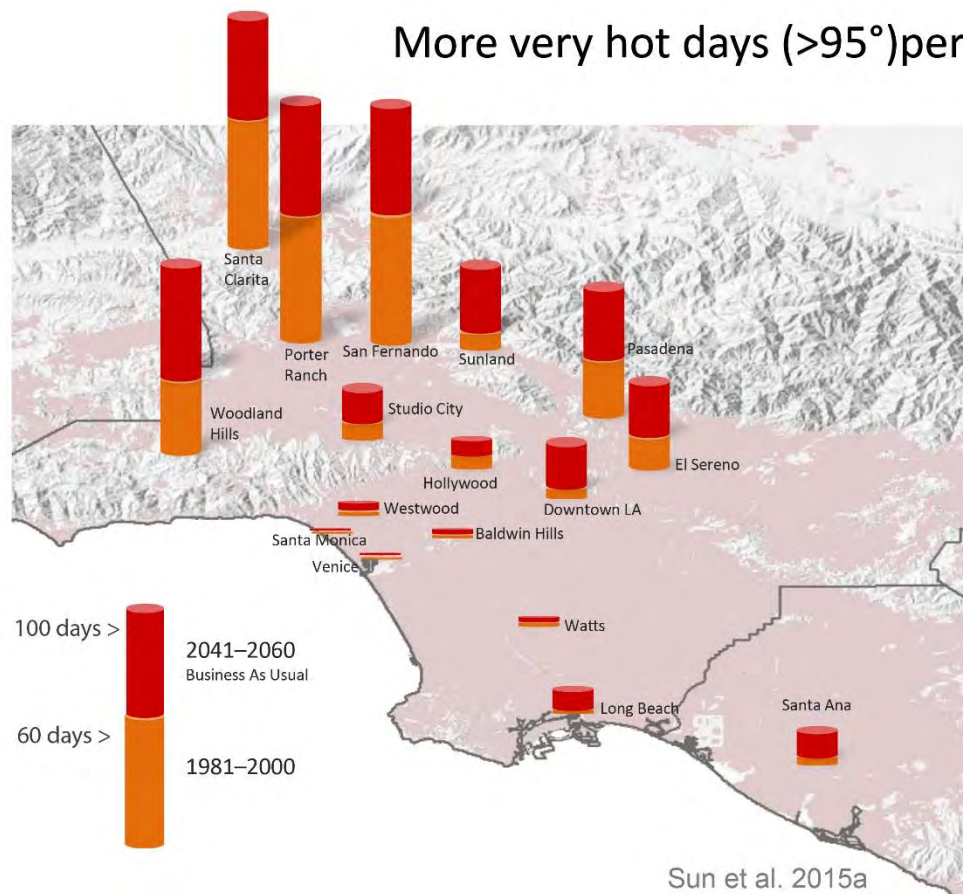 More very hot days (>95°)per
Santa
Clarita
Porter
Ranch
San Fernando
Sunland
Pasadena
Woodland
Hills
Studio City
El Sereno
Hollywood
Downtown LA
Westwood
Santa Monica
Baldwin Hills
Venice
Watts
Long Beach
Santa Ana
100 days >
2041–2060
Business As Usual
60 days >
1981–2000
Sun et al. 2015a